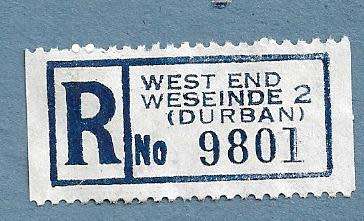 R
WEST END
WESEINDE 2
(DURBAN)
No 9801